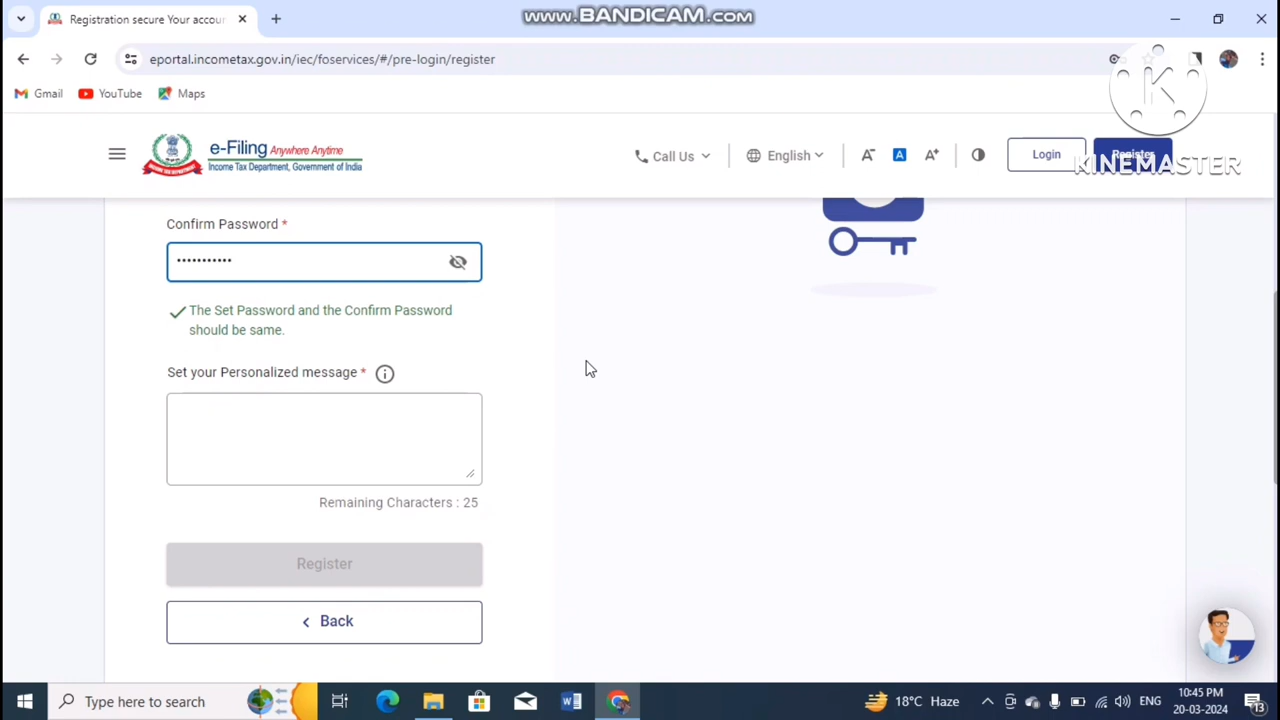 Registration secure Your accou
www.BANDICAM.com
eportal.incometax.gov.in/iec/foservices/#/pre-login/register
Gmail YouTube Maps
e-Filing Anywhere Anytime
Income Tax Department, Government of India
Call Us English A- A A+ Login Register
KINEMASTER
Confirm Password *
•••••••••••
The Set Password and the Confirm Password
should be same.
Set your Personalized message *
Remaining Characters : 25
Register
Back
Type here to search
18°C Haze
ENG
10:45 PM
20-03-2024
13